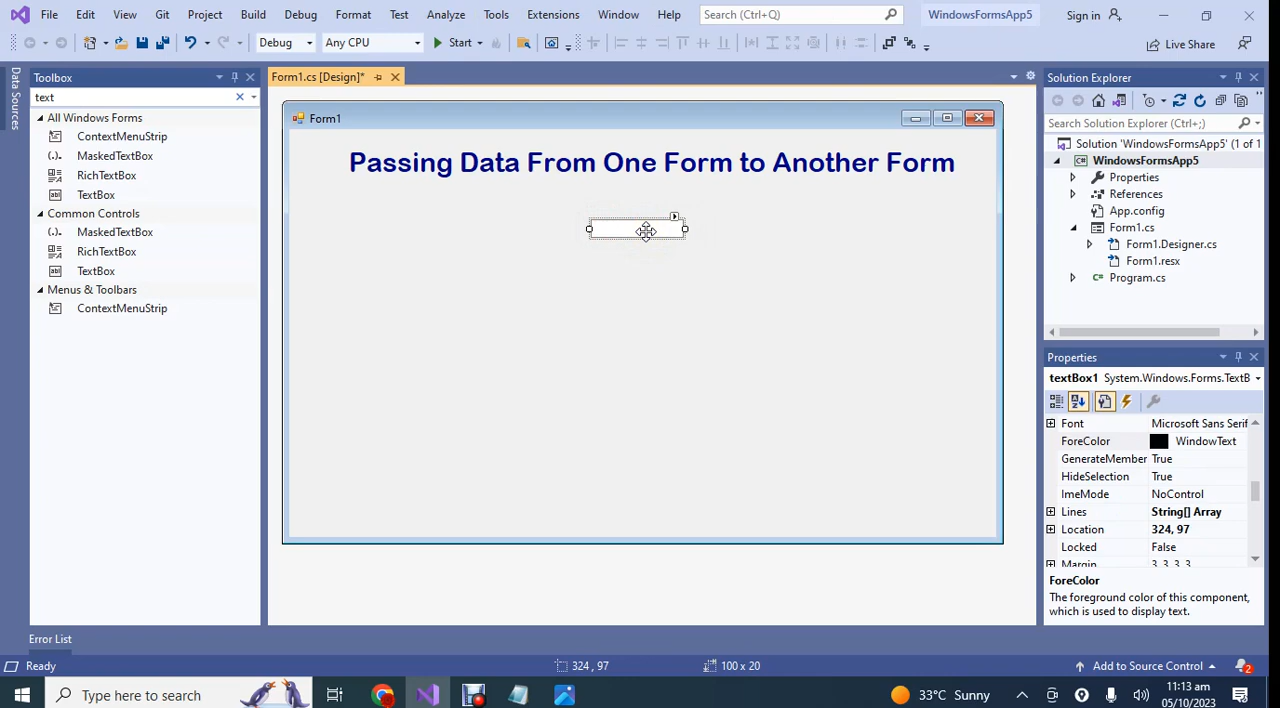 File Edit View Git Project Build Debug Format Test Analyze Tools Extensions Window Help Search (Ctrl+Q) WindowsFormsApp5 Sign in
Debug Any CPU Start Live Share
Data Sources
Toolbox
text
All Windows Forms
ContextMenuStrip
MaskedTextBox
RichTextBox
TextBox
Common Controls
MaskedTextBox
RichTextBox
TextBox
Menus & Toolbars
ContextMenuStrip
Form1.cs [Design]*
Form1
Passing Data From One Form to Another Form
Solution Explorer
Search Solution Explorer (Ctrl+;)
Solution 'WindowsFormsApp5' (1 of 1
WindowsFormsApp5
Properties
References
App.config
Form1.cs
Form1.Designer.cs
Form1.resx
Program.cs
Properties
textBox1 System.Windows.Forms.TextB
Font Microsoft Sans Serif
ForeColor WindowText
GenerateMember True
HideSelection True
ImeMode NoControl
Lines String[] Array
Location 324, 97
Locked False
Margin 3, 3, 3, 3
ForeColor
The foreground color of this component, which is used to display text.
Error List
Ready 324 , 97 100 x 20 Add to Source Control 2
Type here to search 33°C Sunny 11:13 am
05/10/2023